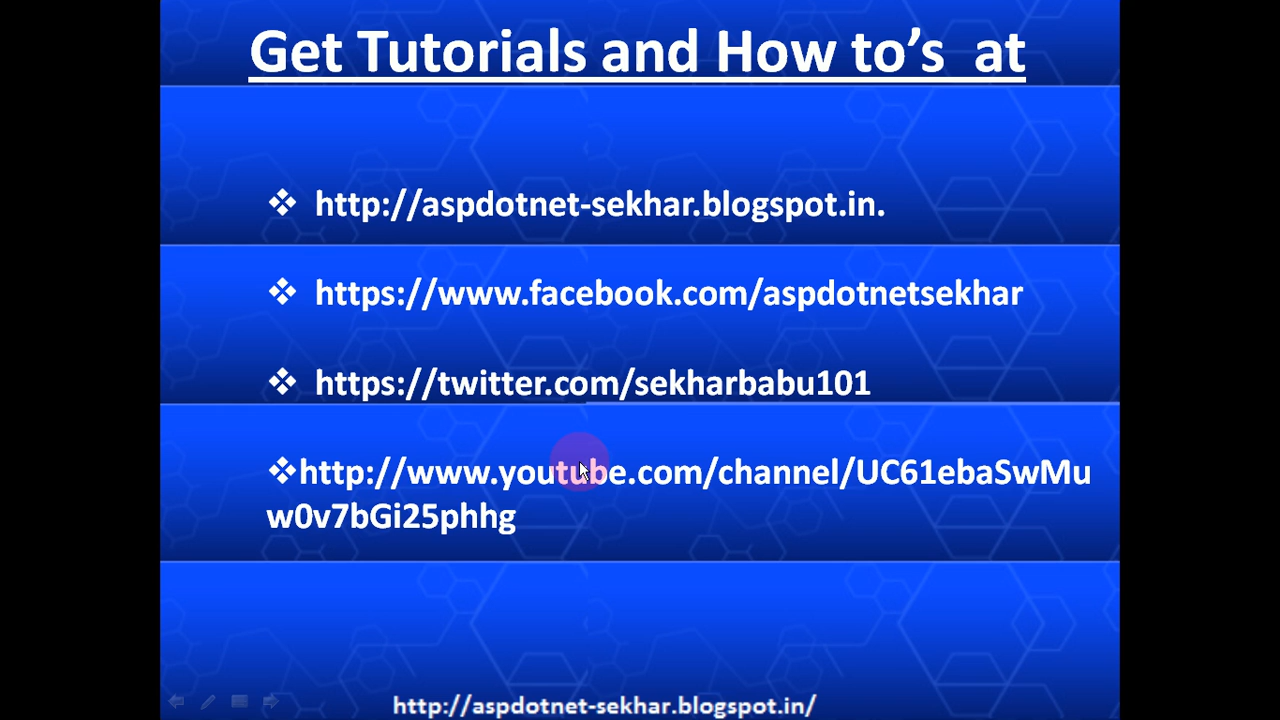 Get Tutorials and How to’s  at
❖ http://aspdotnet-sekhar.blogspot.in.
❖ https://www.facebook.com/aspdotnetsekhar
❖ https://twitter.com/sekharbabu101
❖http://www.youtube.com/channel/UC61ebaSwMu
w0v7bGi25phhg
http://aspdotnet-sekhar.blogspot.in/